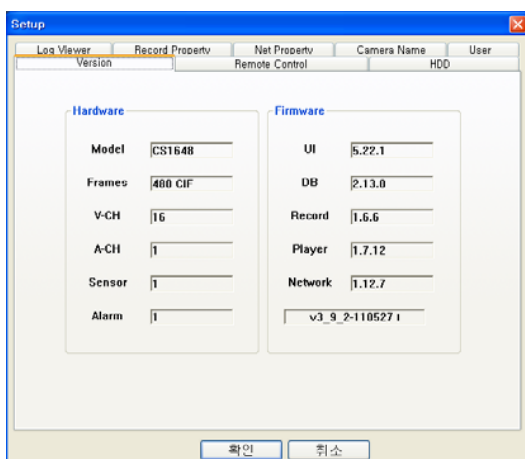 Setup
Log Viewer Record Property Net Property Camera Name User
Version Remote Control HDD
Hardware Firmware
Model CS1648 UI 5.22.1
Frames 480 CIF DB 2.13.0
V-CH 16 Record 1.6.6
A-CH 1 Player 1.7.12
Sensor 1 Network 1.12.7
Alarm 1 v3_9_2-110527 t
확인 취소